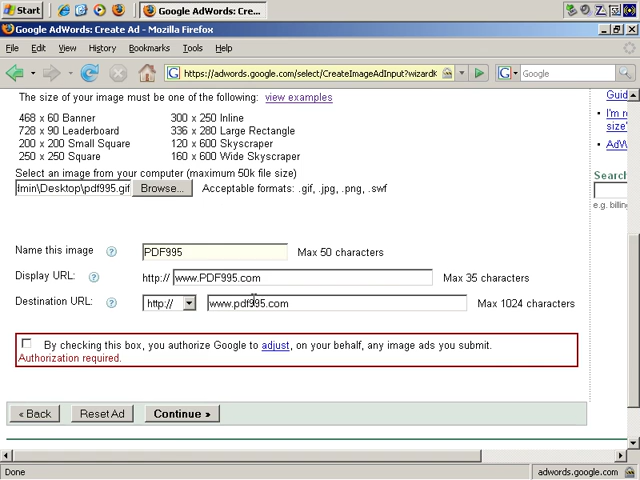 Start
Google AdWords: Crea...
Google AdWords: Create Ad - Mozilla Firefox
File Edit View History Bookmarks Tools Help
https://adwords.google.com/select/CreateImageAdInput?wizardK
G Google
The size of your image must be one of the following: view examples
468 x 60 Banner 300 x 250 Inline
728 x 90 Leaderboard 336 x 280 Large Rectangle
200 x 200 Small Square 120 x 600 Skyscraper
250 x 250 Square 160 x 600 Wide Skyscraper
Select an image from your computer (maximum 50k file size)
lmin\Desktop\pdf995.gif Browse... Acceptable formats: .gif, .jpg, .png, .swf
Name this image ? PDF995 Max 50 characters
Display URL: ? http:// www.PDF995.com Max 35 characters
Destination URL: ? http:// www.pdf995.com Max 1024 characters
By checking this box, you authorize Google to adjust, on your behalf, any image ads you submit.
Authorization required.
« Back Reset Ad Continue »
Guid
• I'm re
size"
• AdW
Search
e.g. billing
Done adwords.google.com